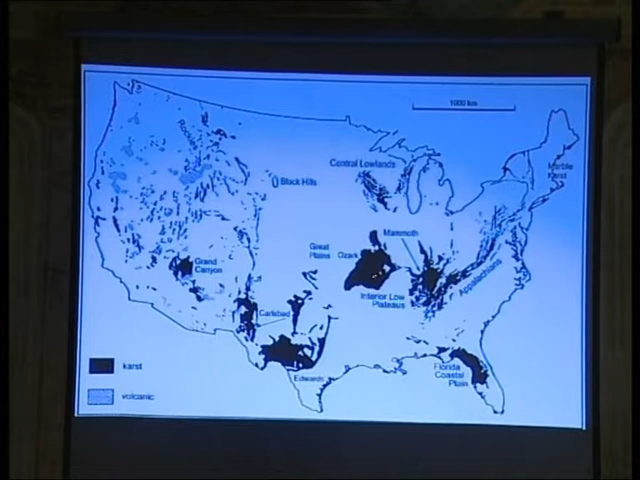 1000 km
Central Lowlands
Marble
Karst
Black Hills
Mammoth
Great
Plains
Ozark
Grand
Canyon
Appalachians
Interior Low
Plateaus
Carlsbad
Florida
Coastal
Plain
karst
Edwards
volcanic